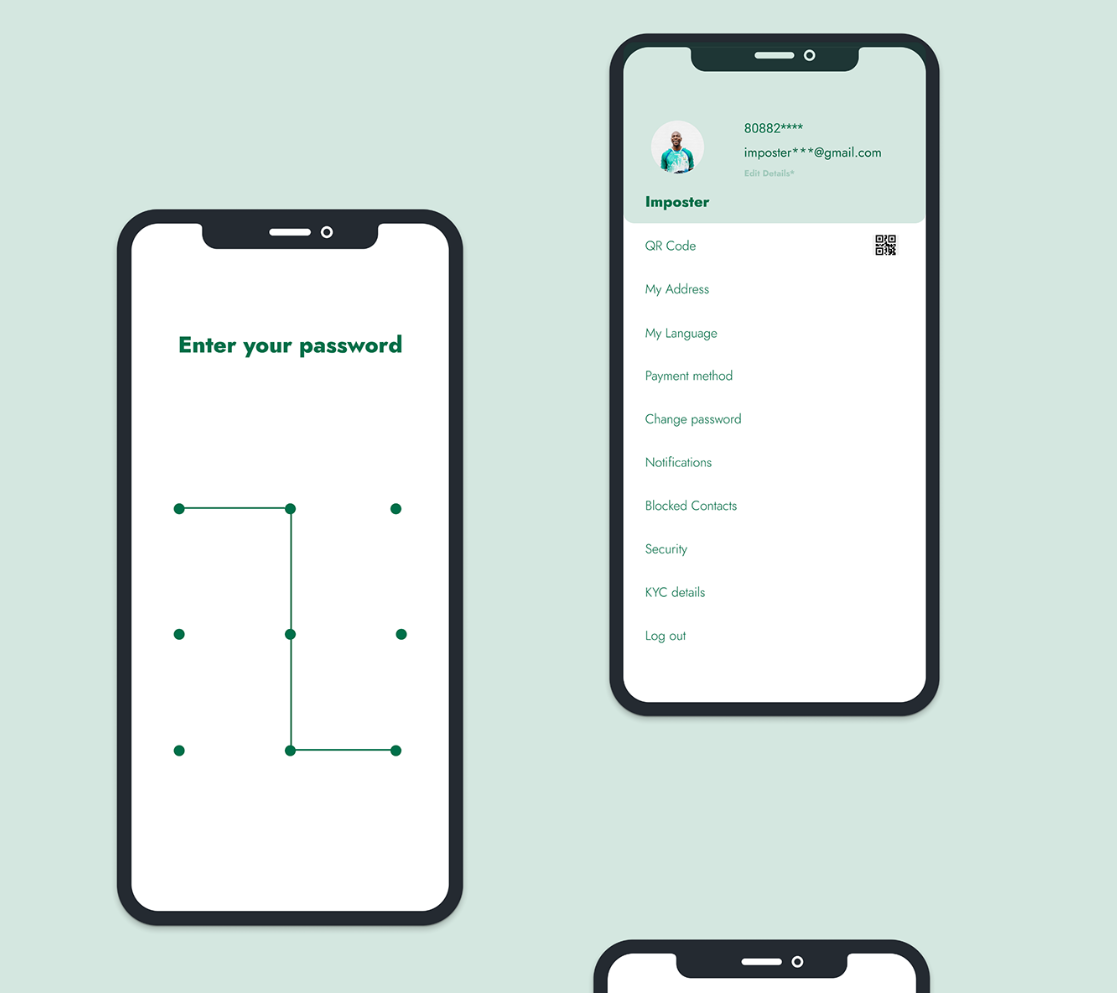 Enter your password
80882****
imposter***@gmail.com
Edit Details*
Imposter
QR Code
My Address
My Language
Payment method
Change password
Notifications
Blocked Contacts
Security
KYC details
Log out